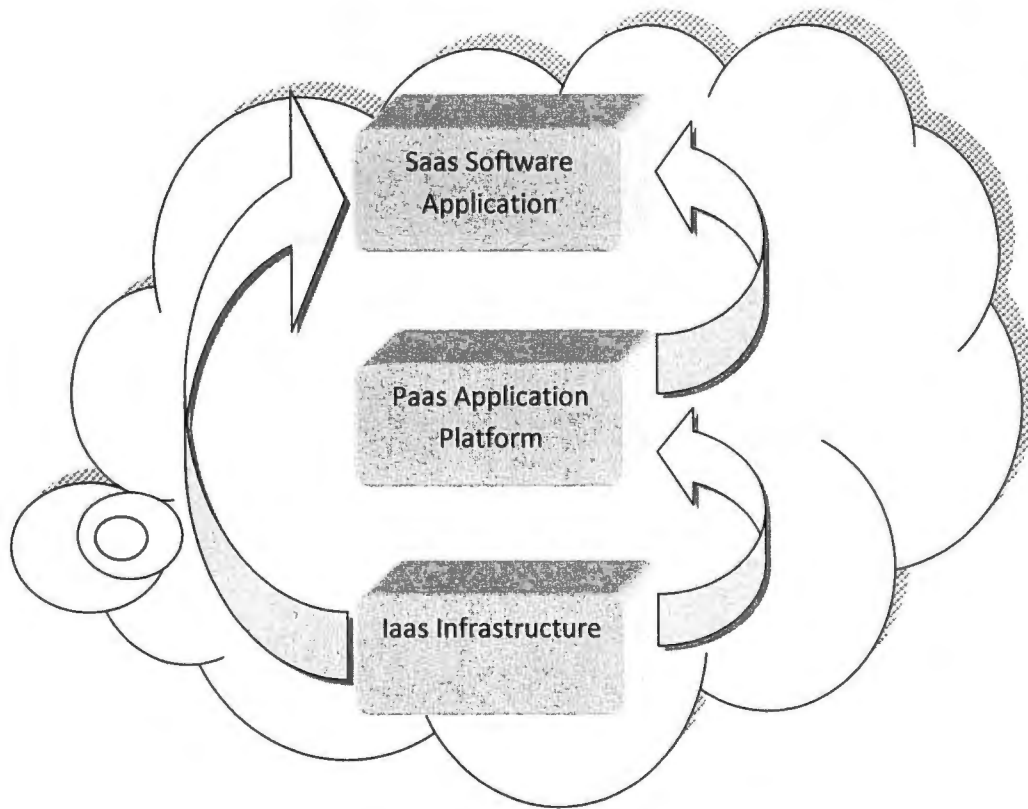 Saas Software
Application
Paas Application
Platform
Iaas Infrastructure